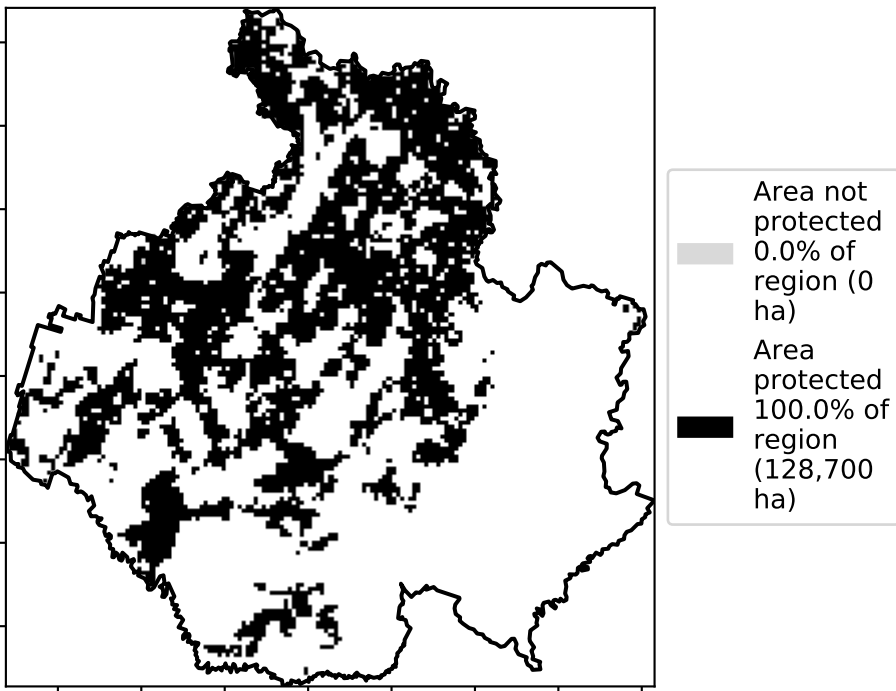 Area not
protected
0.0% of
region (0
ha)
Area
protected
100.0% of
region
(128,700
ha)